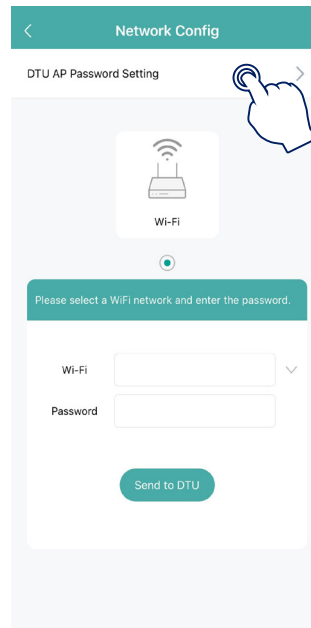 Network Config
DTU AP Password Setting
Wi-Fi
Please select a WiFi network and enter the password.
Wi-Fi
Password
Send to DTU